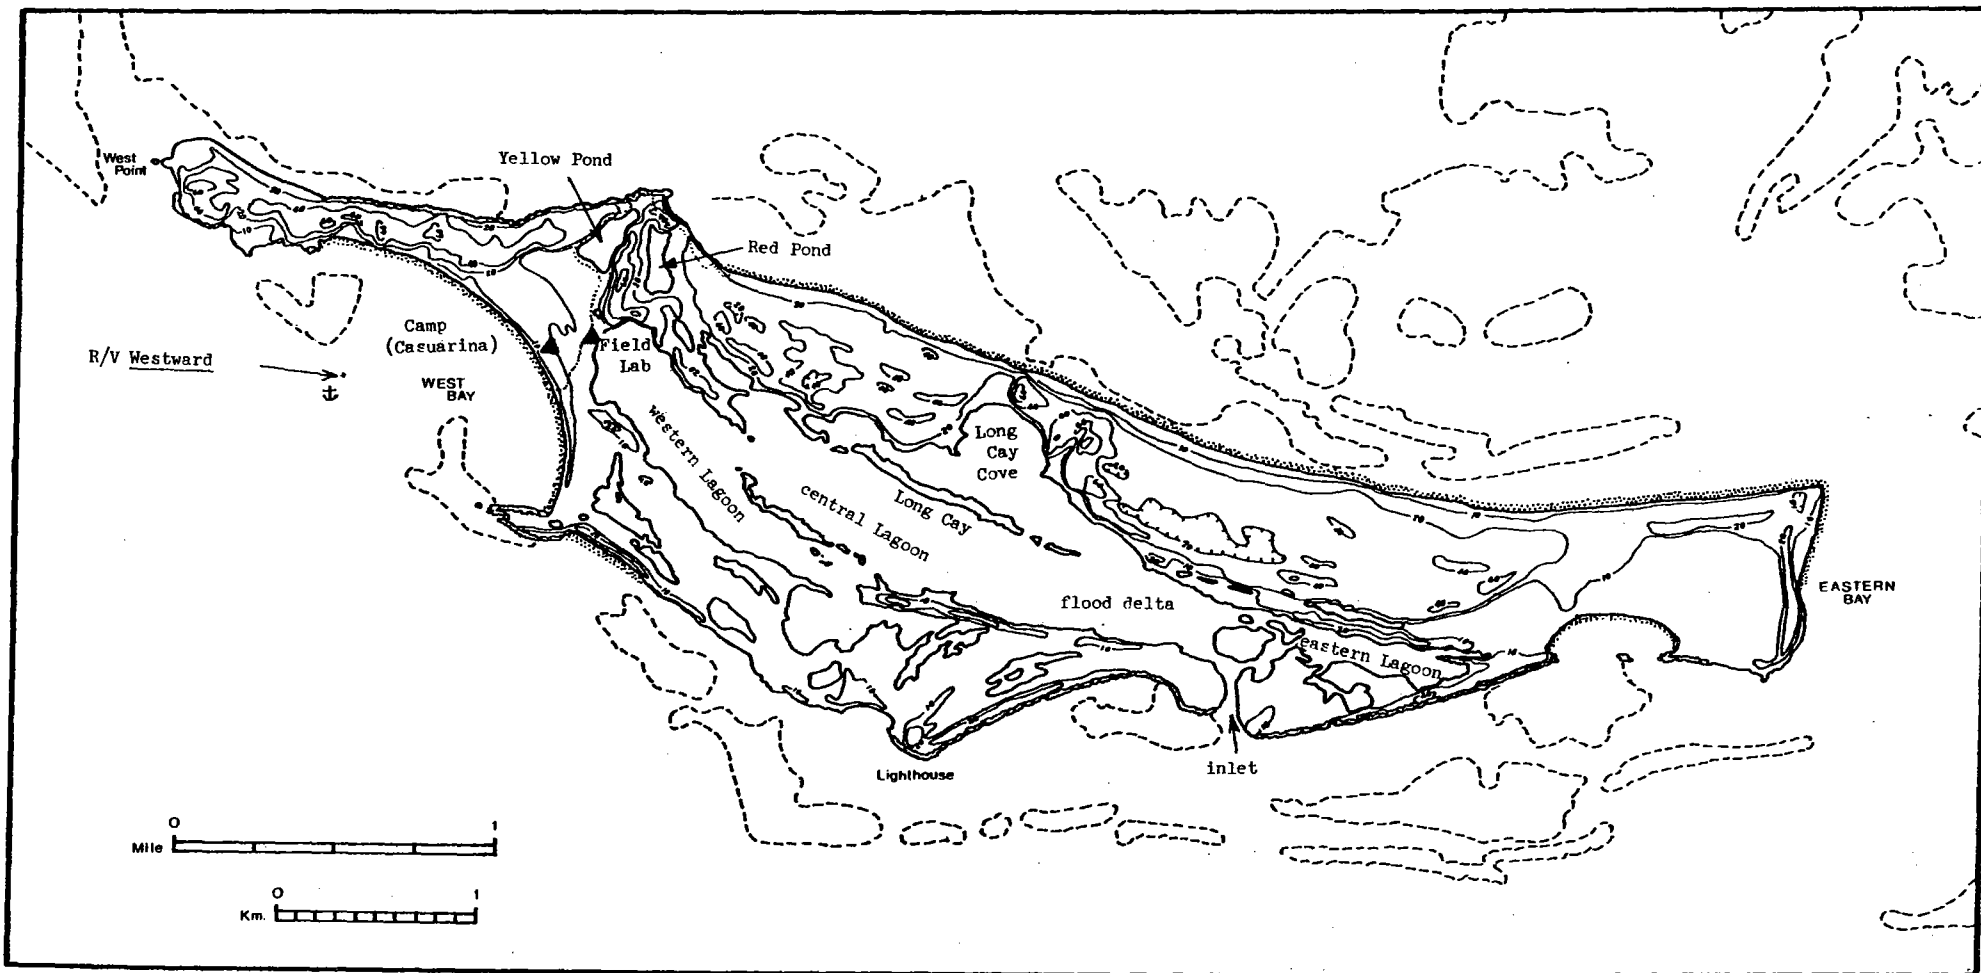 West
Point
Yellow Pond
Red Pond
Camp
(Casuarina)
Field
Lab
R/V Westward
WEST
BAY
western Lagoon
central Lagoon
Long Cay
Long
Cay
Cove
flood delta
eastern Lagoon
EASTERN
BAY
inlet
Lighthouse
0 1
Mile
0 1
Km.